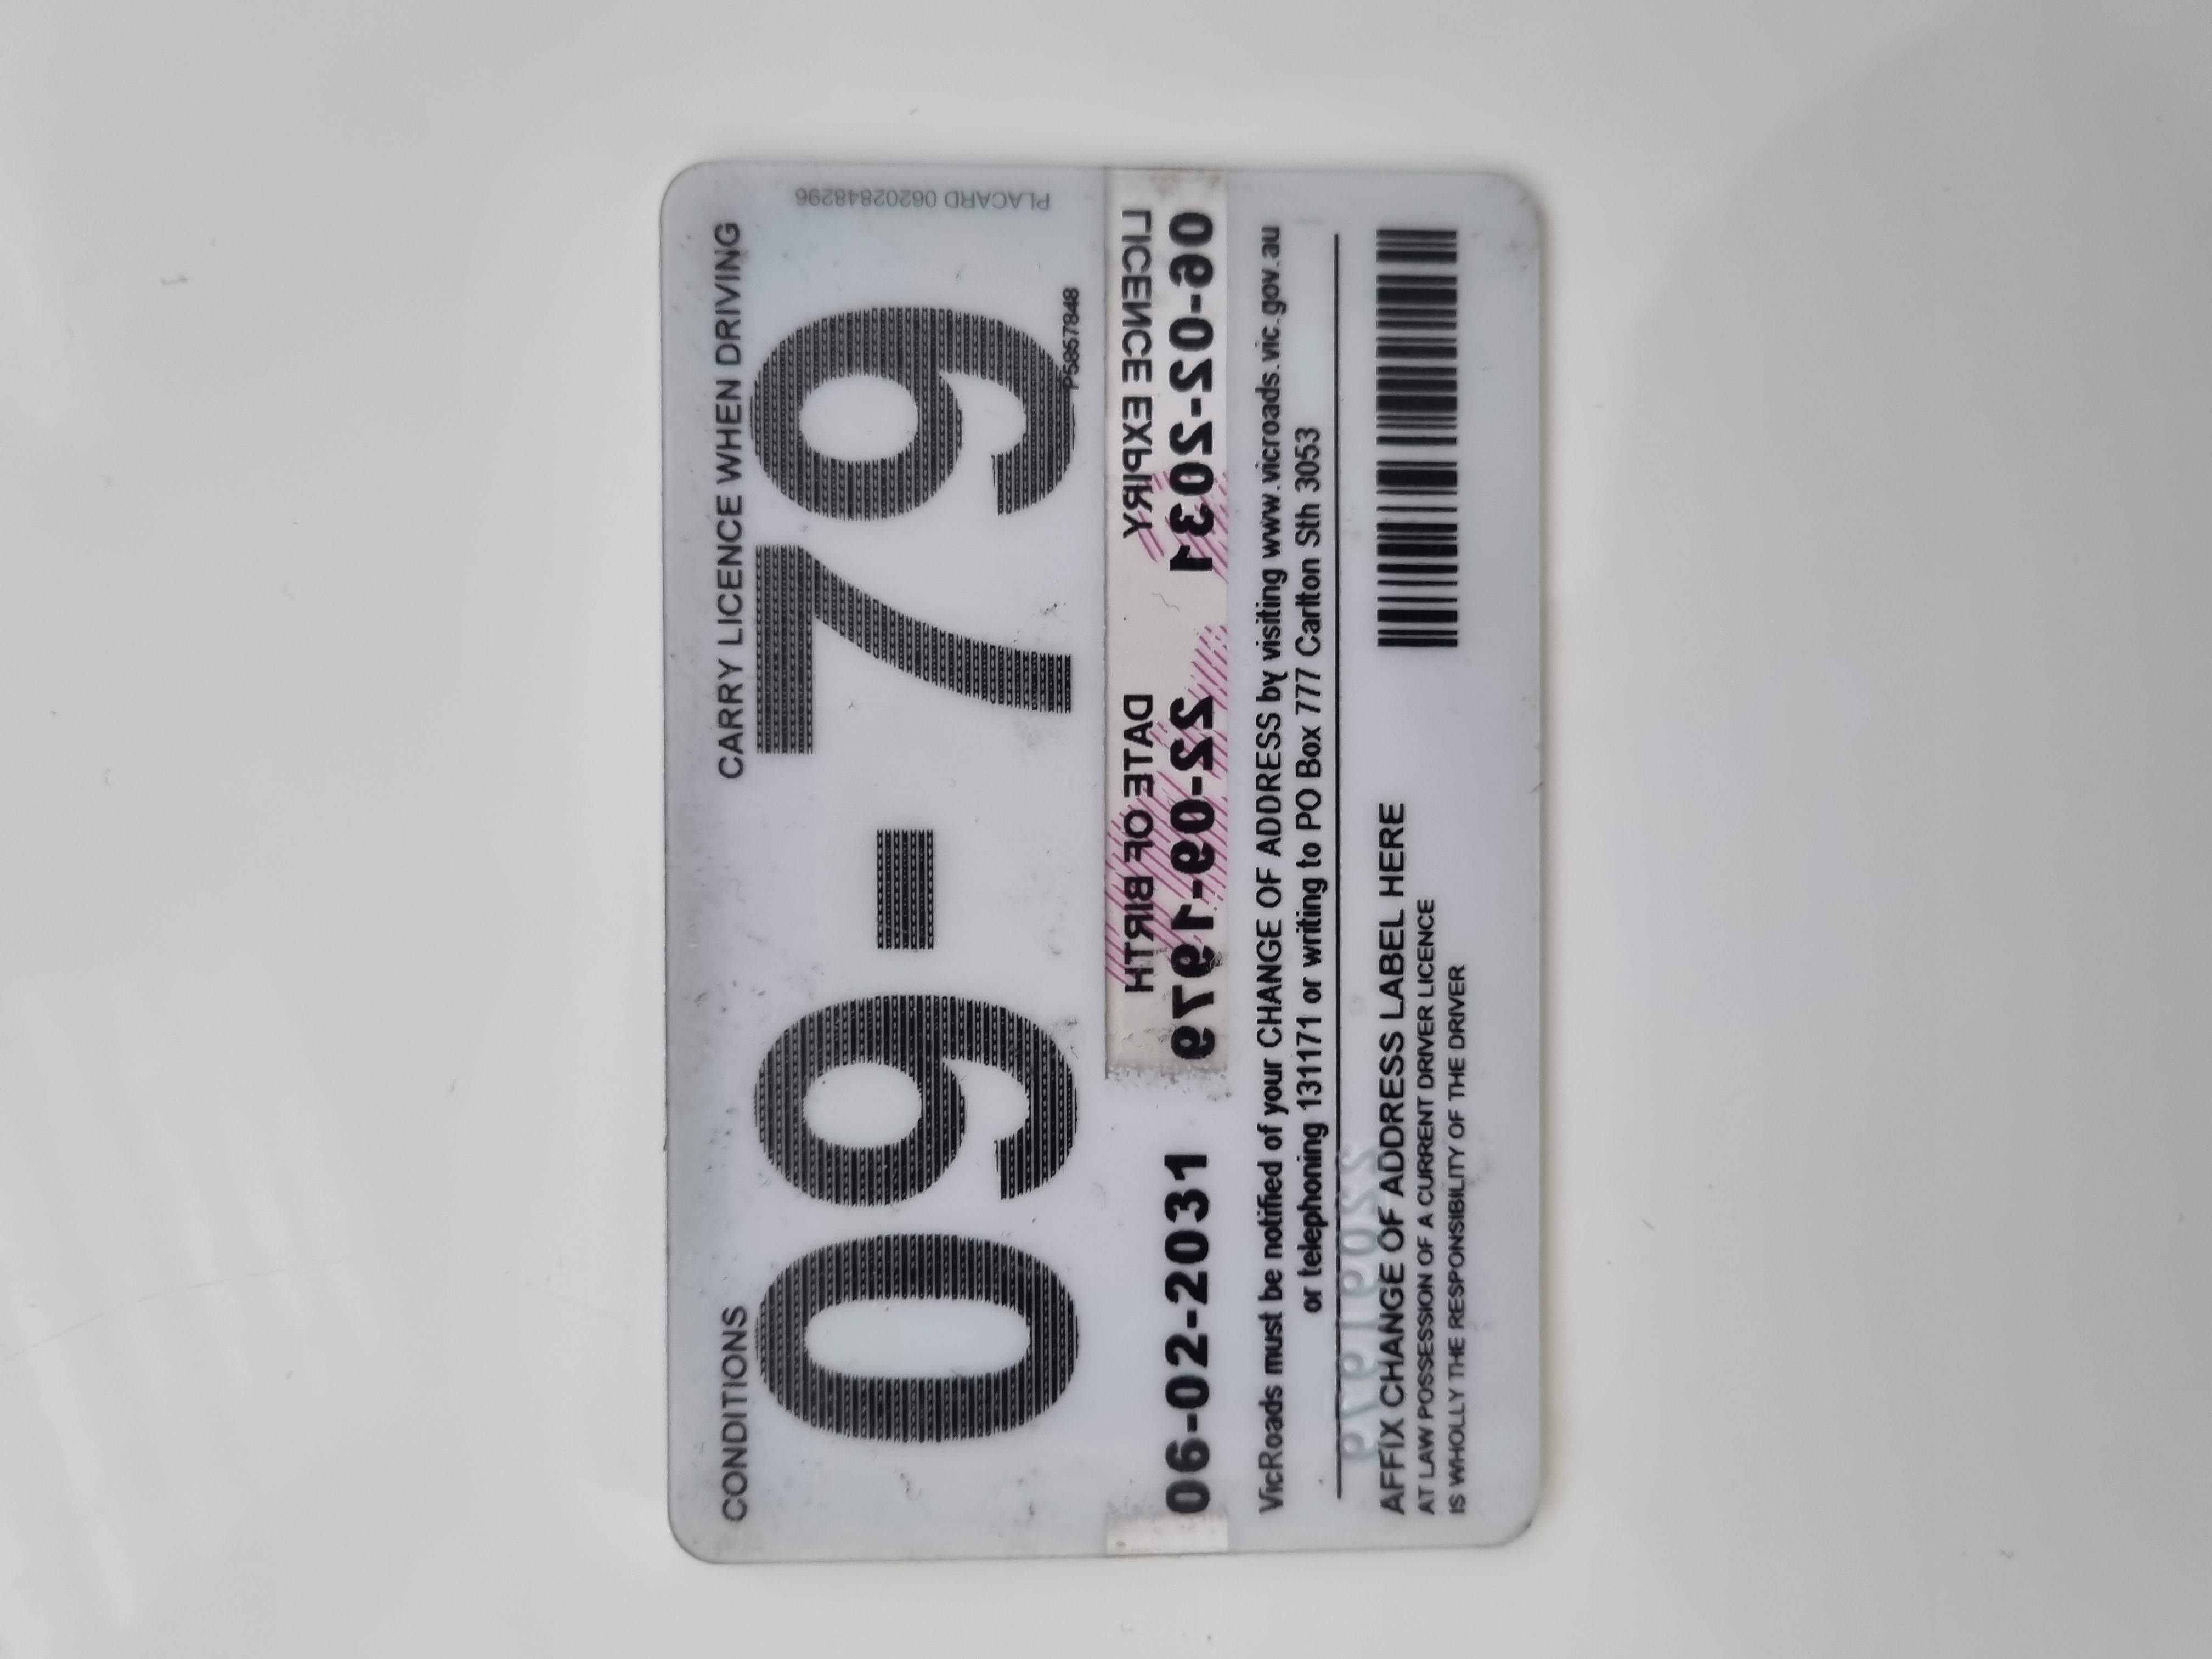 CONDITIONS CARRY LICENCE WHEN DRIVING
PLACARD 06202848296
09-79
P5857848
LICENCE EXPIRY DATE OF BIRTH
06-02-2031 22-09-1979
06-02-2031
VicRoads must be notified of your CHANGE OF ADDRESS by visiting www.vicroads.vic.gov.au
or telephoning 131171 or writing to PO Box 777 Carlton Sth 3053
22091979
AFFIX CHANGE OF ADDRESS LABEL HERE
AT LAW POSSESSION OF A CURRENT DRIVER LICENCE
IS WHOLLY THE RESPONSIBILITY OF THE DRIVER